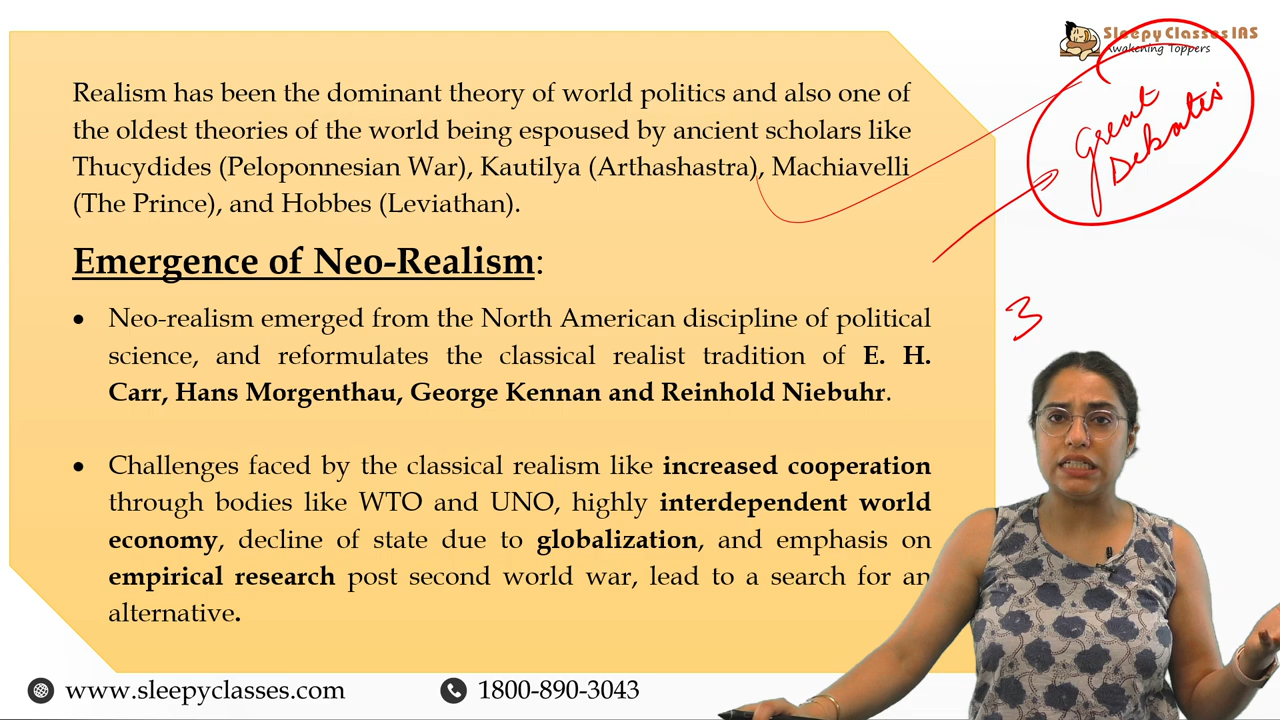 Sleepy Classes IAS
Awakening Toppers
Great
Debates
Realism has been the dominant theory of world politics and also one of
the oldest theories of the world being espoused by ancient scholars like
Thucydides (Peloponnesian War), Kautilya (Arthashastra), Machiavelli
(The Prince), and Hobbes (Leviathan).
Emergence of Neo-Realism:
• Neo-realism emerged from the North American discipline of political
science, and reformulates the classical realist tradition of E. H.
Carr, Hans Morgenthau, George Kennan and Reinhold Niebuhr.
3
• Challenges faced by the classical realism like increased cooperation
through bodies like WTO and UNO, highly interdependent world
economy, decline of state due to globalization, and emphasis on
empirical research post second world war, lead to a search for an
alternative.
www.sleepyclasses.com
1800-890-3043